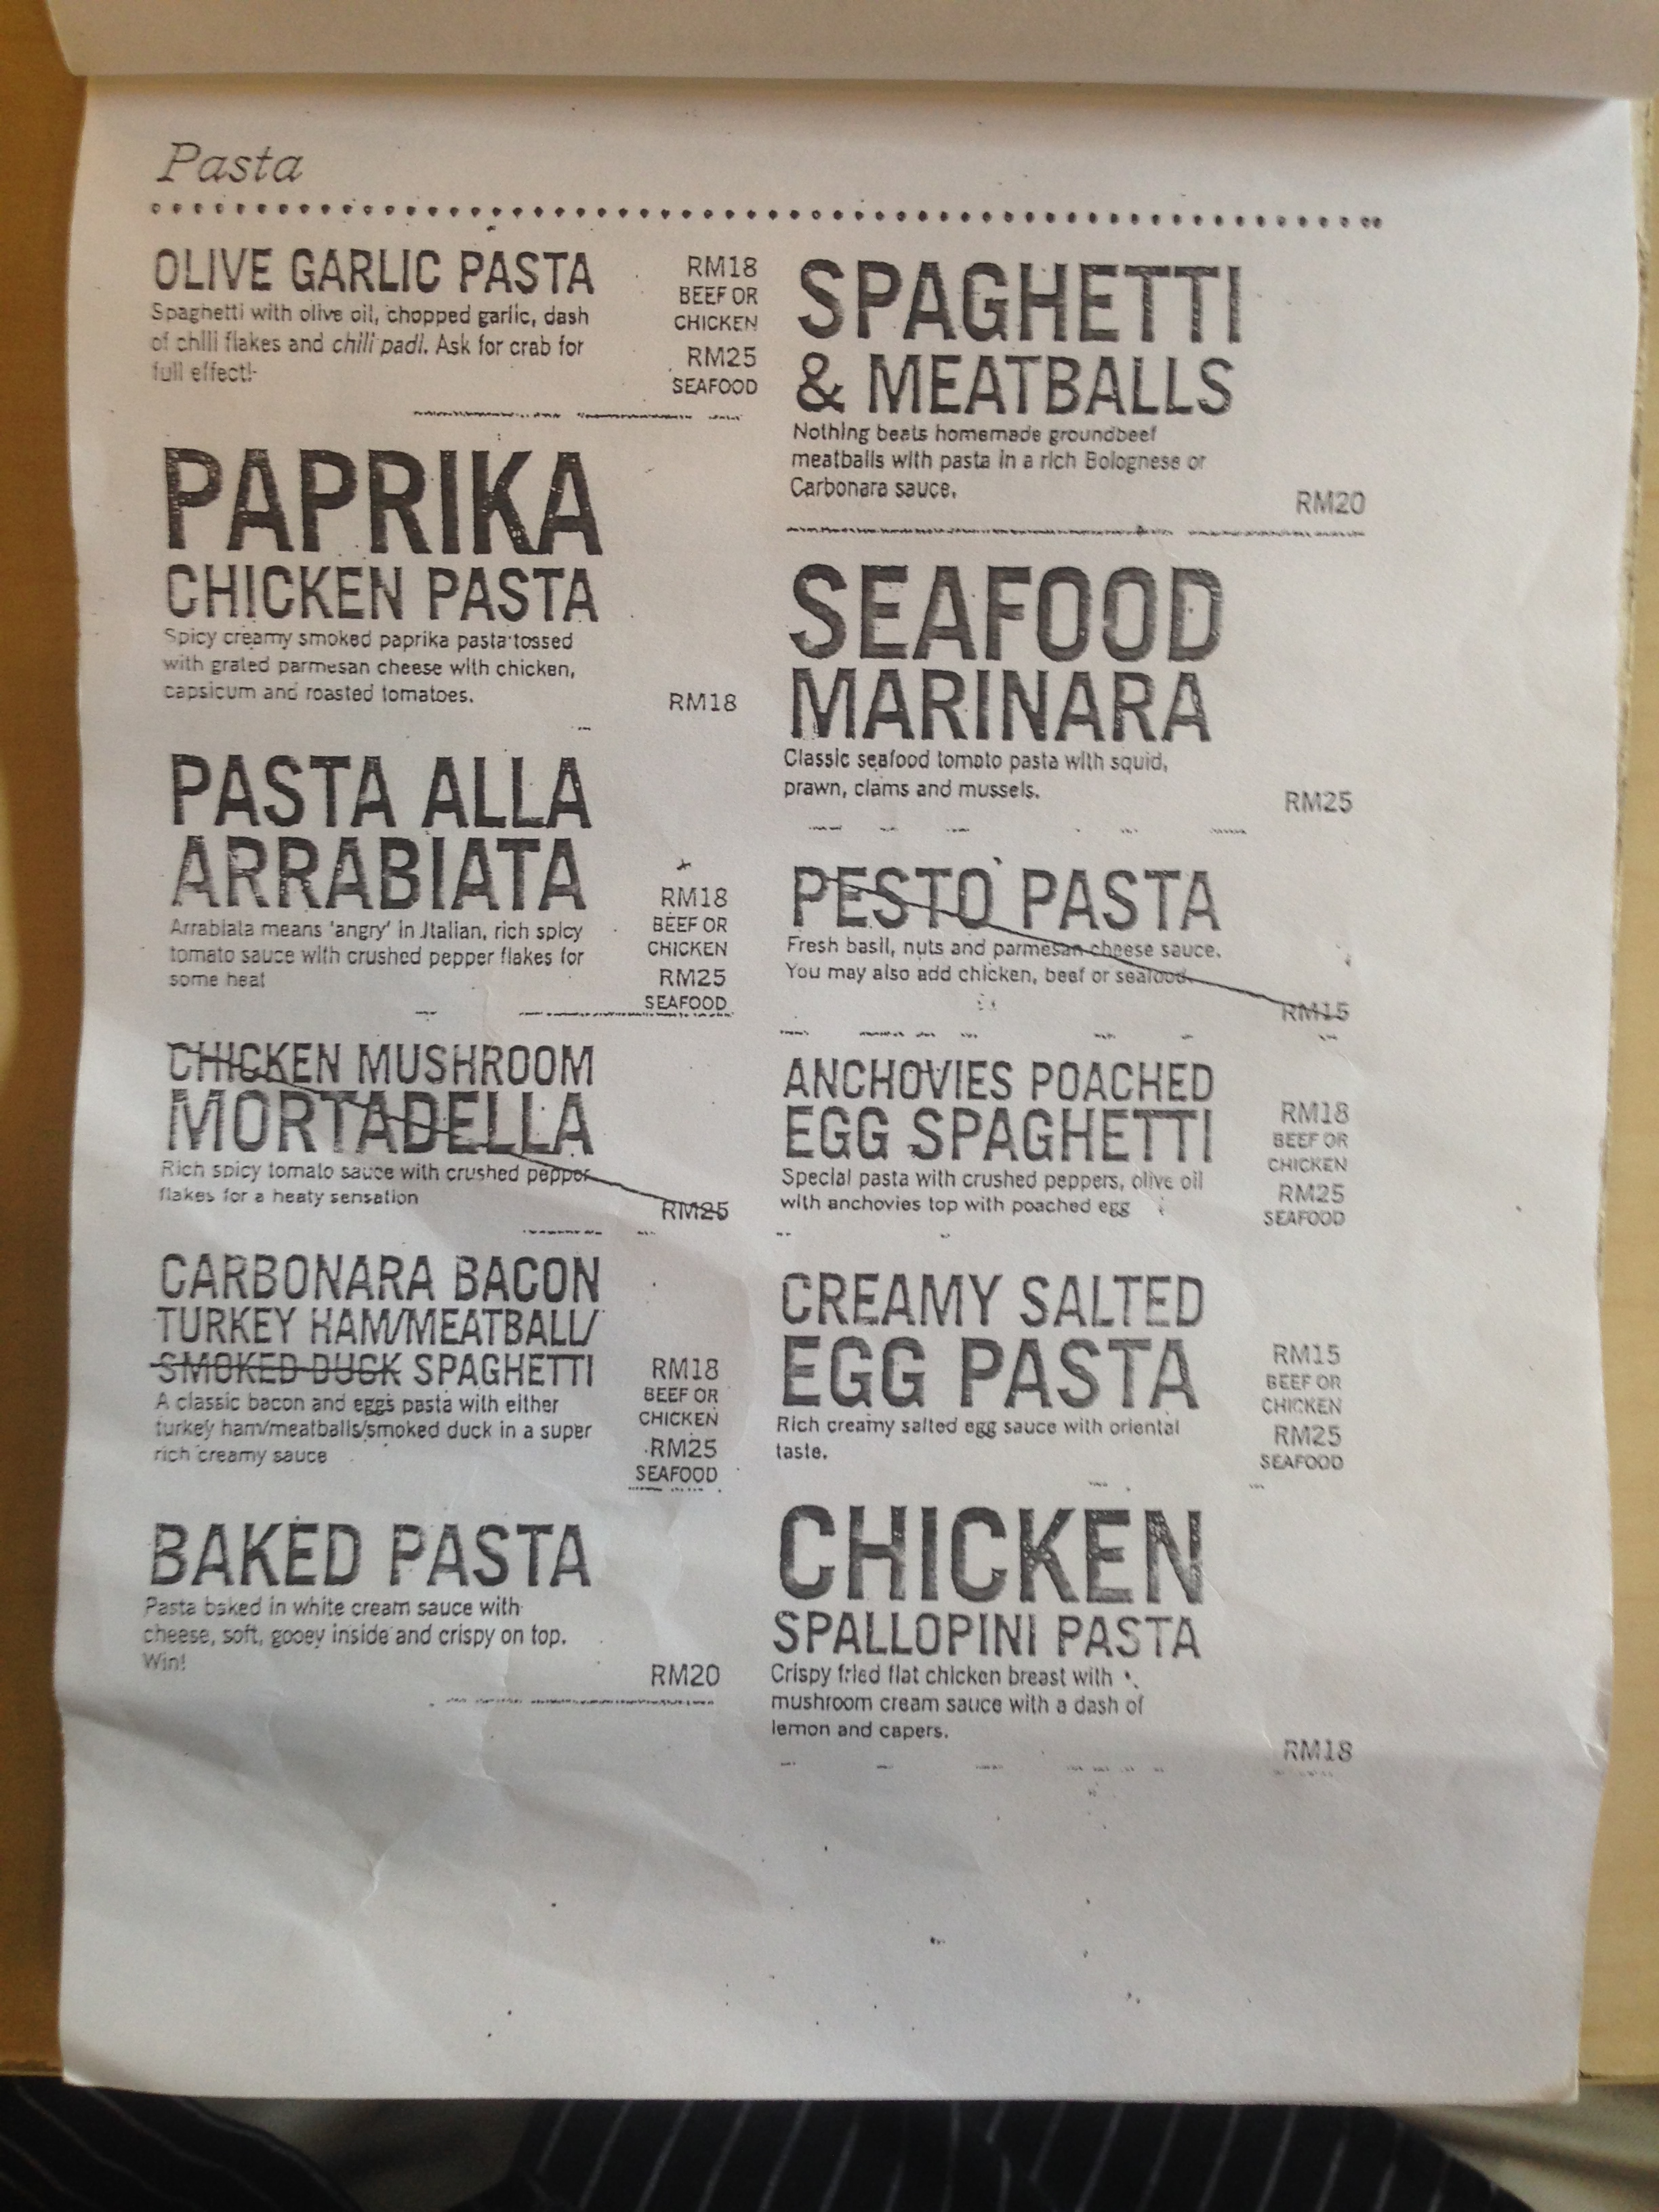 Pasta
OLIVE GARLIC PASTA
Spaghetti with olive oil, chopped garlic, dash
of chili flakes and chili padi. Ask for crab for
full effect!
RM18
BEEF OR
CHICKEN
RM25
SEAFOOD
PAPRIKA
CHICKEN PASTA
Spicy creamy smoked paprika pasta tossed
with grated parmesan cheese with chicken,
capsicum and roasted tomatoes.
RM18
PASTA ALLA
ARRABIATA
Arrabiata means 'angry' in Italian, rich spicy
tomato sauce with crushed pepper flakes for
some heat
RM18
BEEF OR
CHICKEN
RM25
SEAFOOD
CHICKEN MUSHROOM
MORTADELLA
Rich spicy tomato sauce with crushed pepper
flakes for a heaty sensation
RM25
CARBONARA BACON
TURKEY HAM/MEATBALL/
SMOKED DUCK SPAGHETTI
A classic bacon and eggs pasta with either
turkey ham/meatballs/smoked duck in a super
rich creamy sauce
RM18
BEEF OR
CHICKEN
RM25
SEAFOOD
BAKED PASTA
Pasta baked in white cream sauce with
cheese, soft, gooey inside and crispy on top.
Win!
RM20
SPAGHETTI
& MEATBALLS
Nothing beats homemade groundbeef
meatballs with pasta in a rich Bolognese or
Carbonara sauce.
RM20
SEAFOOD
MARINARA
Classic seafood tomato pasta with squid,
prawn, clams and mussels.
RM25
PESTO PASTA
Fresh basil, nuts and parmesan cheese sauce.
You may also add chicken, beef or seafood.
RM15
ANCHOVIES POACHED
EGG SPAGHETTI
Special pasta with crushed peppers, olive oil
with anchovies top with poached egg
RM18
BEEF OR
CHICKEN
RM25
SEAFOOD
CREAMY SALTED
EGG PASTA
Rich creamy salted egg sauce with oriental
taste.
RM15
BEEF OR
CHICKEN
RM25
SEAFOOD
CHICKEN
SPALLOPINI PASTA
Crispy fried flat chicken breast with
mushroom cream sauce with a dash of
lemon and capers.
RM18